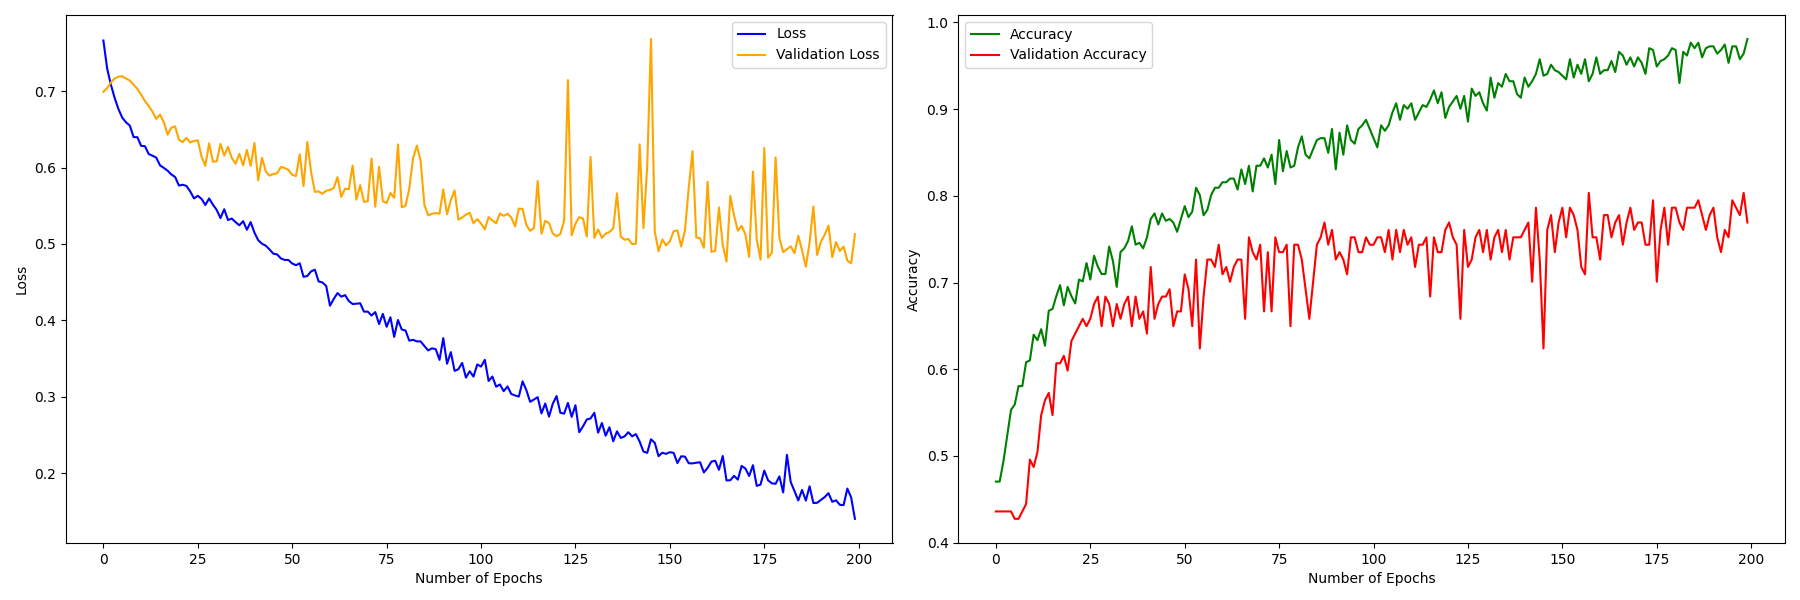 Loss
Validation Loss
0.7
0.6
0.5
0.4
0.3
0.2
Loss
0 25 50 75 100 125 150 175 200
Number of Epochs
Accuracy
Validation Accuracy
1.0
0.9
0.8
0.7
0.6
0.5
0.4
Accuracy
0 25 50 75 100 125 150 175 200
Number of Epochs